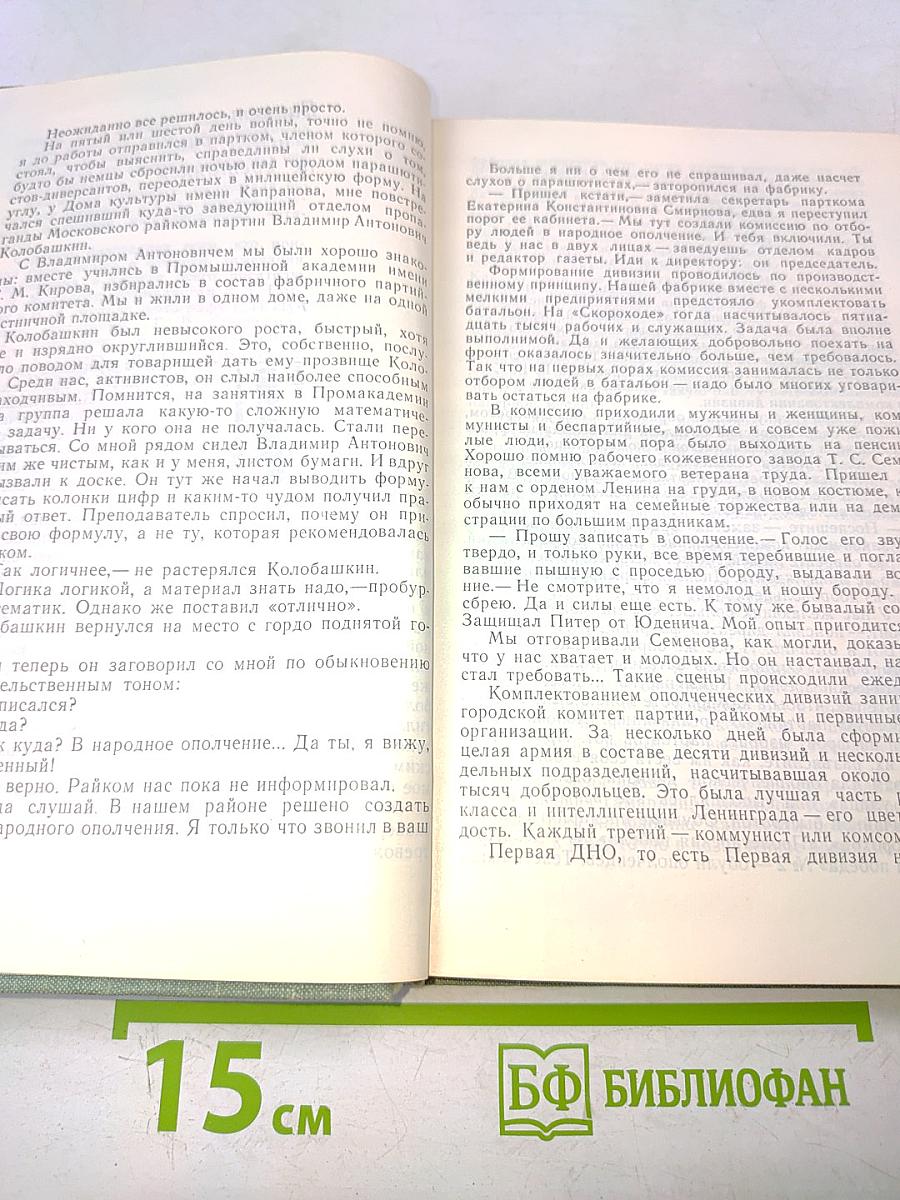 Неожиданно все решилось, и очень просто.
На пятый или шестой день войны, точно не помню,
я до работы отправился в партком, членом которого со-
стоял, чтобы выяснить, справедливы ли слухи о том,
будто бы немцы сбросили ночью над городом парашюти-
стов-диверсантов, переодетых в милицейскую форму. На
углу, у Дома культуры имени Капранова, мне повстре-
чался спешивший куда-то заведующий отделом пропа-
ганды Московского райкома партии Владимир Антонович
Колобашкин.
С Владимиром Антоновичем мы были хорошо знако-
мы: вместе учились в Промышленной академии имени
М. Кирова, избирались в состав фабричного партий-
ого комитета. Мы и жили в одном доме, даже на одной
стничной площадке.
Колобашкин был невысокого роста, быстрый, хотя
е и изрядно округлившийся. Это, собственно, послу-
ло поводом для товарищей дать ему прозвище Коло-
Среди нас, активистов, он слыл наиболее способным
аходчивым. Помнится, на занятиях в Промакадемии
а группа решала какую-то сложную математиче-
задачу. Ни у кого она не получалась. Стали пере-
ываться. Со мной рядом сидел Владимир Антонович
им же чистым, как и у меня, листом бумаги. И вдруг
ызвали к доске. Он тут же начал выводить форму-
сать колонки цифр и каким-то чудом получил пра-
ый ответ. Преподаватель спросил, почему он при-
свою формулу, а не ту, которая рекомендовалась
ком.
Так логичнее,— не растерялся Колобашкин.
Логика логикой, а материал знать надо,—пробур-
ематик. Однако же поставил «отлично».
обашкин вернулся на место с гордо поднятой го-
и теперь он заговорил со мной по обыкновению
ельственным тоном:
писался?
да?
к куда? В народное ополчение... Да ты, я вижу,
енный!
верно. Райком нас пока не информировал.
да слушай. В нашем районе решено создать
ародного ополчения. Я только что звонил в ваш
Больше я ни о чем его не спрашивал, даже насчет
слухов о парашютистах,— заторопился на фабрику.
— Пришел кстати,— заметила секретарь парткома
Екатерина Константиновна Смирнова, едва я переступил
порог ее кабинета.— Мы тут создали комиссию по отбо-
ру людей в народное ополчение. И тебя включили. Ты
ведь у нас в двух лицах — заведуешь отделом кадров
и редактор газеты. Иди к директору: он председатель.
Формирование дивизии проводилось по производст-
венному принципу. Нашей фабрике вместе с несколькими
мелкими предприятиями предстояло укомплектовать
батальон. На «Скороходе» тогда насчитывалось пятна-
дцать тысяч рабочих и служащих. Задача была вполне
выполнимой. Да и желающих добровольно поехать на
фронт оказалось значительно больше, чем требовалось.
Так что на первых порах комиссия занималась не только
отбором людей в батальон — надо было многих уговари-
вать остаться на фабрике.
В комиссию приходили мужчины и женщины, ком-
мунисты и беспартийные, молодые и совсем уже пожи
лые люди, которым пора было выходить на пенси
Хорошо помню рабочего кожевенного завода Т. С. Сем
нова, всеми уважаемого ветерана труда. Пришел
к нам с орденом Ленина на груди, в новом костюме, к
обычно приходят на семейные торжества или на дем
страции по большим праздникам.
— Прошу записать в ополчение.— Голос его зву
твердо, и только руки, все время теребившие и погла
вавшие пышную с проседью бороду, выдавали во
ние.— Не смотрите, что я немолод и ношу бороду.
сбрею. Да и силы еще есть. К тому же бывалый со
Защищал Питер от Юденича. Мой опыт пригодится
Мы отговаривали Семенова, как могли, доказы
что у нас хватает и молодых. Но он настаивал, на
стал требовать... Такие сцены происходили ежед
Комплектованием ополченческих дивизий зани
городской комитет партии, райкомы и первичные
организации. За несколько дней была сформи
целая армия в составе десяти дивизий и несколь
дельных подразделений, насчитывавшая около
тысяч добровольцев. Это была лучшая часть р
класса и интеллигенции Ленинграда — его цвет
дость. Каждый третий — коммунист или комсом
Первая ДНО, то есть Первая дивизия н
15 см
БФ БИБЛИОФАН